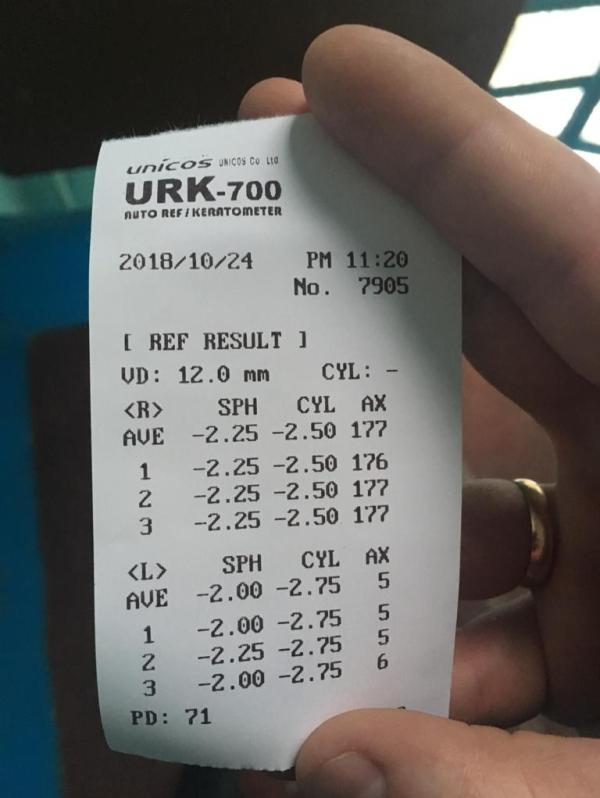 unicos UNICOS Co LTD
URK-700
AUTO REF/KERATOMETER
2018/10/24 PM 11:20
No. 7905
[ REF RESULT ]
VD: 12.0 mm CYL: -
<R> SPH CYL AX
AVE -2.25 -2.50 177
1 -2.25 -2.50 176
2 -2.25 -2.50 177
3 -2.25 -2.50 177
<L> SPH CYL AX
AVE -2.00 -2.75 5
1 -2.00 -2.75 5
2 -2.25 -2.75 5
3 -2.00 -2.75 6
PD: 71